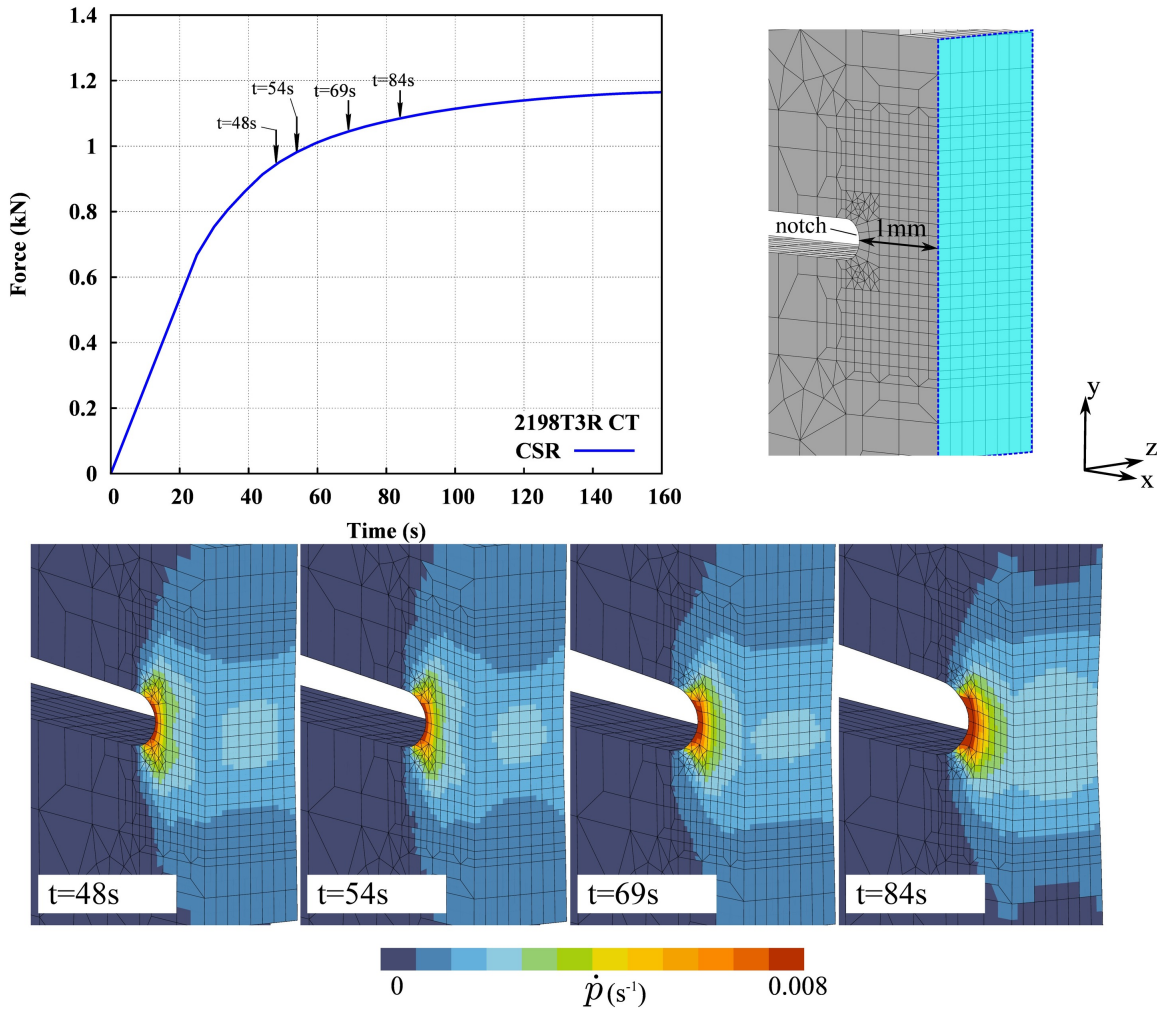 1.4
1.2
1
0.8
0.6
0.4
0.2
0
Force (kN)
t=48s
t=54s
t=69s
t=84s
2198T3R CT
CSR
0 20 40 60 80 100 120 140 160
Time (s)
notch
1mm
y
z
x
t=48s
t=54s
t=69s
t=84s
0 ṗ (s⁻¹) 0.008